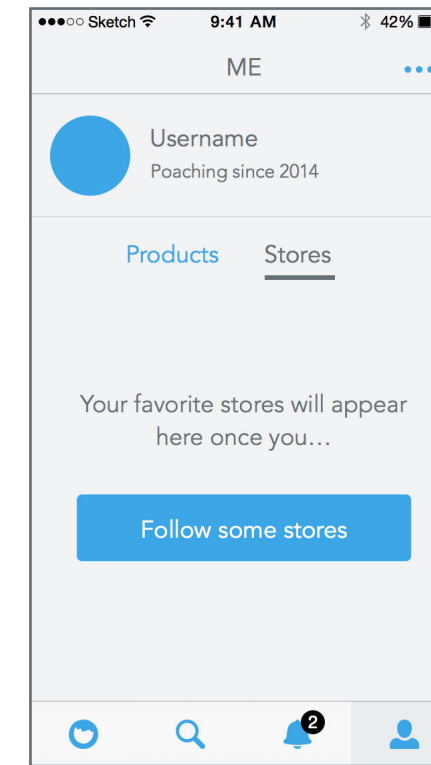 Sketch 9:41 AM 42%
ME
Username
Poaching since 2014
Products Stores
Your favorite stores will appear
here once you…
Follow some stores
2